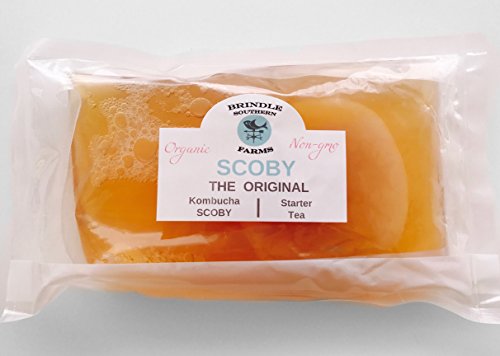 BRINDLE
SOUTHERN
FARMS
Organic
Non-gmo
SCOBY
THE ORIGINAL
Kombucha
SCOBY
Starter
Tea